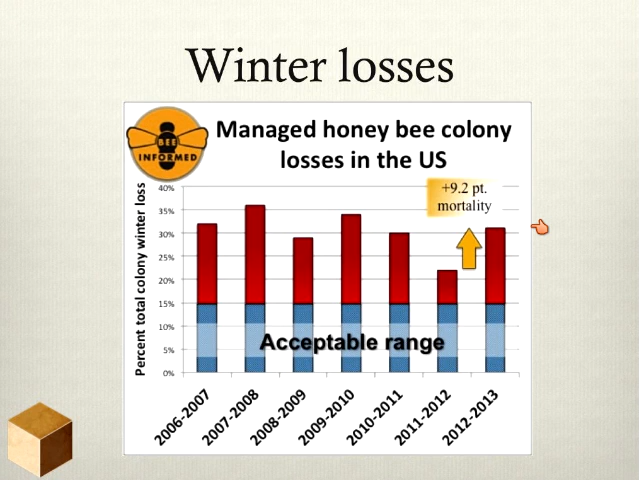 Winter losses
BEE
INFORMED
Managed honey bee colony
losses in the US
Percent total colony winter loss
40%
35%
30%
25%
20%
15%
10%
5%
0%
+9.2 pt.
mortality
Acceptable range
2006-2007
2007-2008
2008-2009
2009-2010
2010-2011
2011-2012
2012-2013